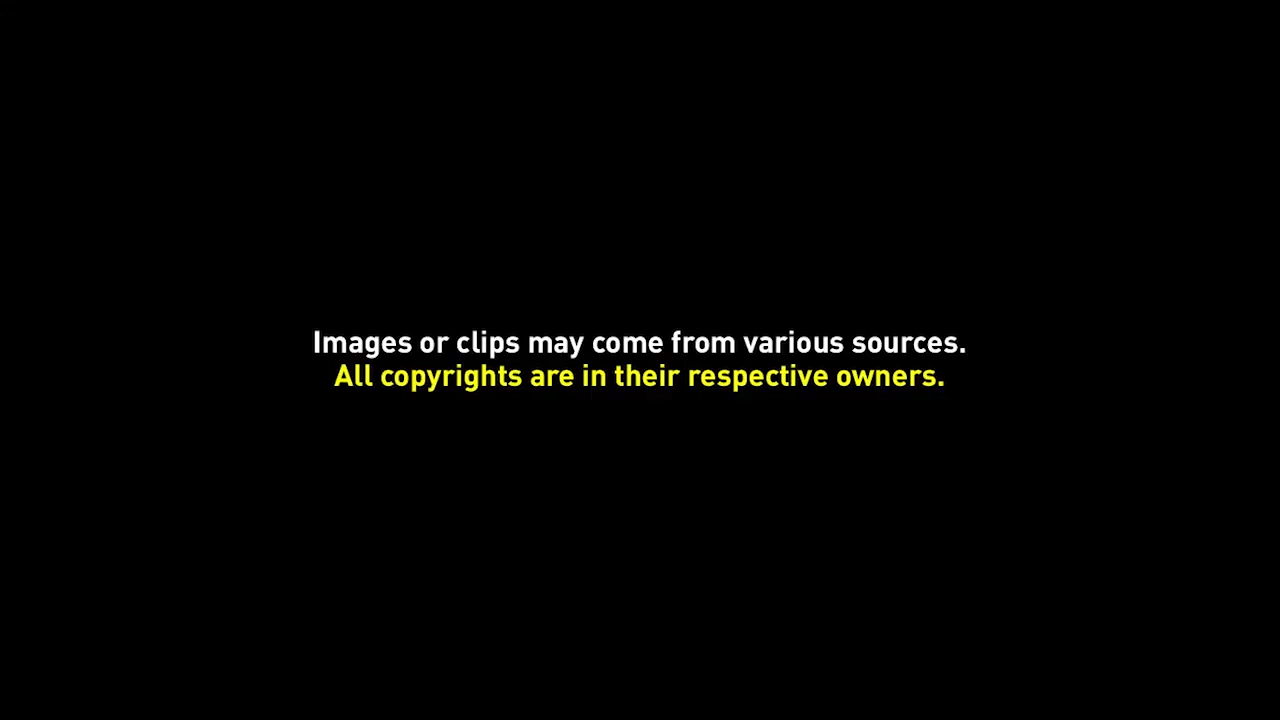 Images or clips may come from various sources.
All copyrights are in their respective owners.